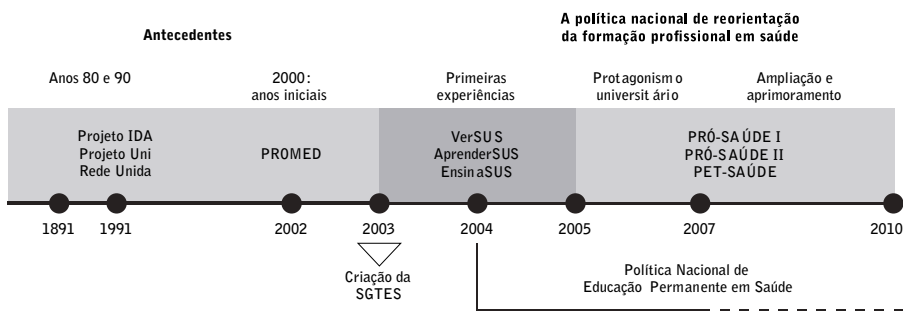 Antecedentes
A política nacional de reorientação
da formação profissional em saúde
Anos 80 e 90
2000:
anos iniciais
Primeiras
experiências
Protagonismo
universitário
Ampliação e
aprimoramento
Projeto IDA
Projeto Uni
Rede Unida
PROMED
VerSUS
AprenderSUS
EnsinaSUS
PRÓ-SAÚDE I
PRÓ-SAÚDE II
PET-SAÚDE
1891
1991
2002
2003
2004
2005
2007
2010
Criação da
SGTES
Política Nacional de
Educação Permanente em Saúde